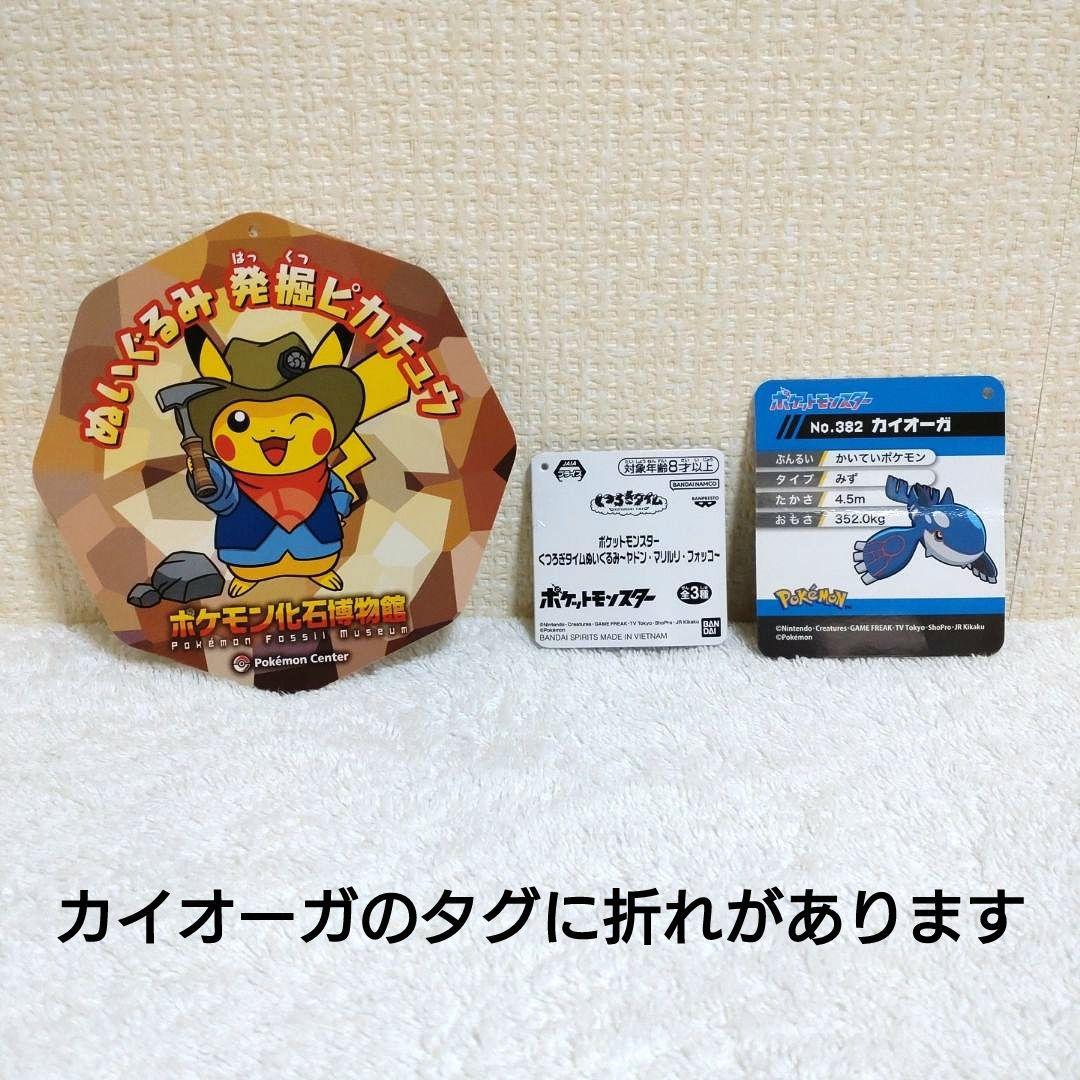 はっ くつ
ぬいぐるみ 発掘ピカチュウ
ポケモン化石博物館
Pokémon Fossil Museum
Pokémon Center
JAIA
プライズ
対象年齢8才以上
BANDAI NAMCO
くつろぎタイム
BANPRESTO
ポケットモンスター
くつろぎタイムぬいぐるみ~ヤドン・マリルリ・フォッコ~
ポケットモンスター
全3種
BANDAI
©Nintendo・Creatures・GAME FREAK・TV Tokyo・ShoPro・JR Kikaku
©Pokémon
BANDAI SPIRITS MADE IN VIETNAM
ポケットモンスター
No.382 カイオーガ
ぶんるい かいていポケモン
タイプ みず
たかさ 4.5m
おもさ 352.0kg
POKéMON
©Nintendo・Creatures・GAME FREAK・TV Tokyo・ShoPro・JR Kikaku
©Pokémon
カイオーガのタグに折れがあります